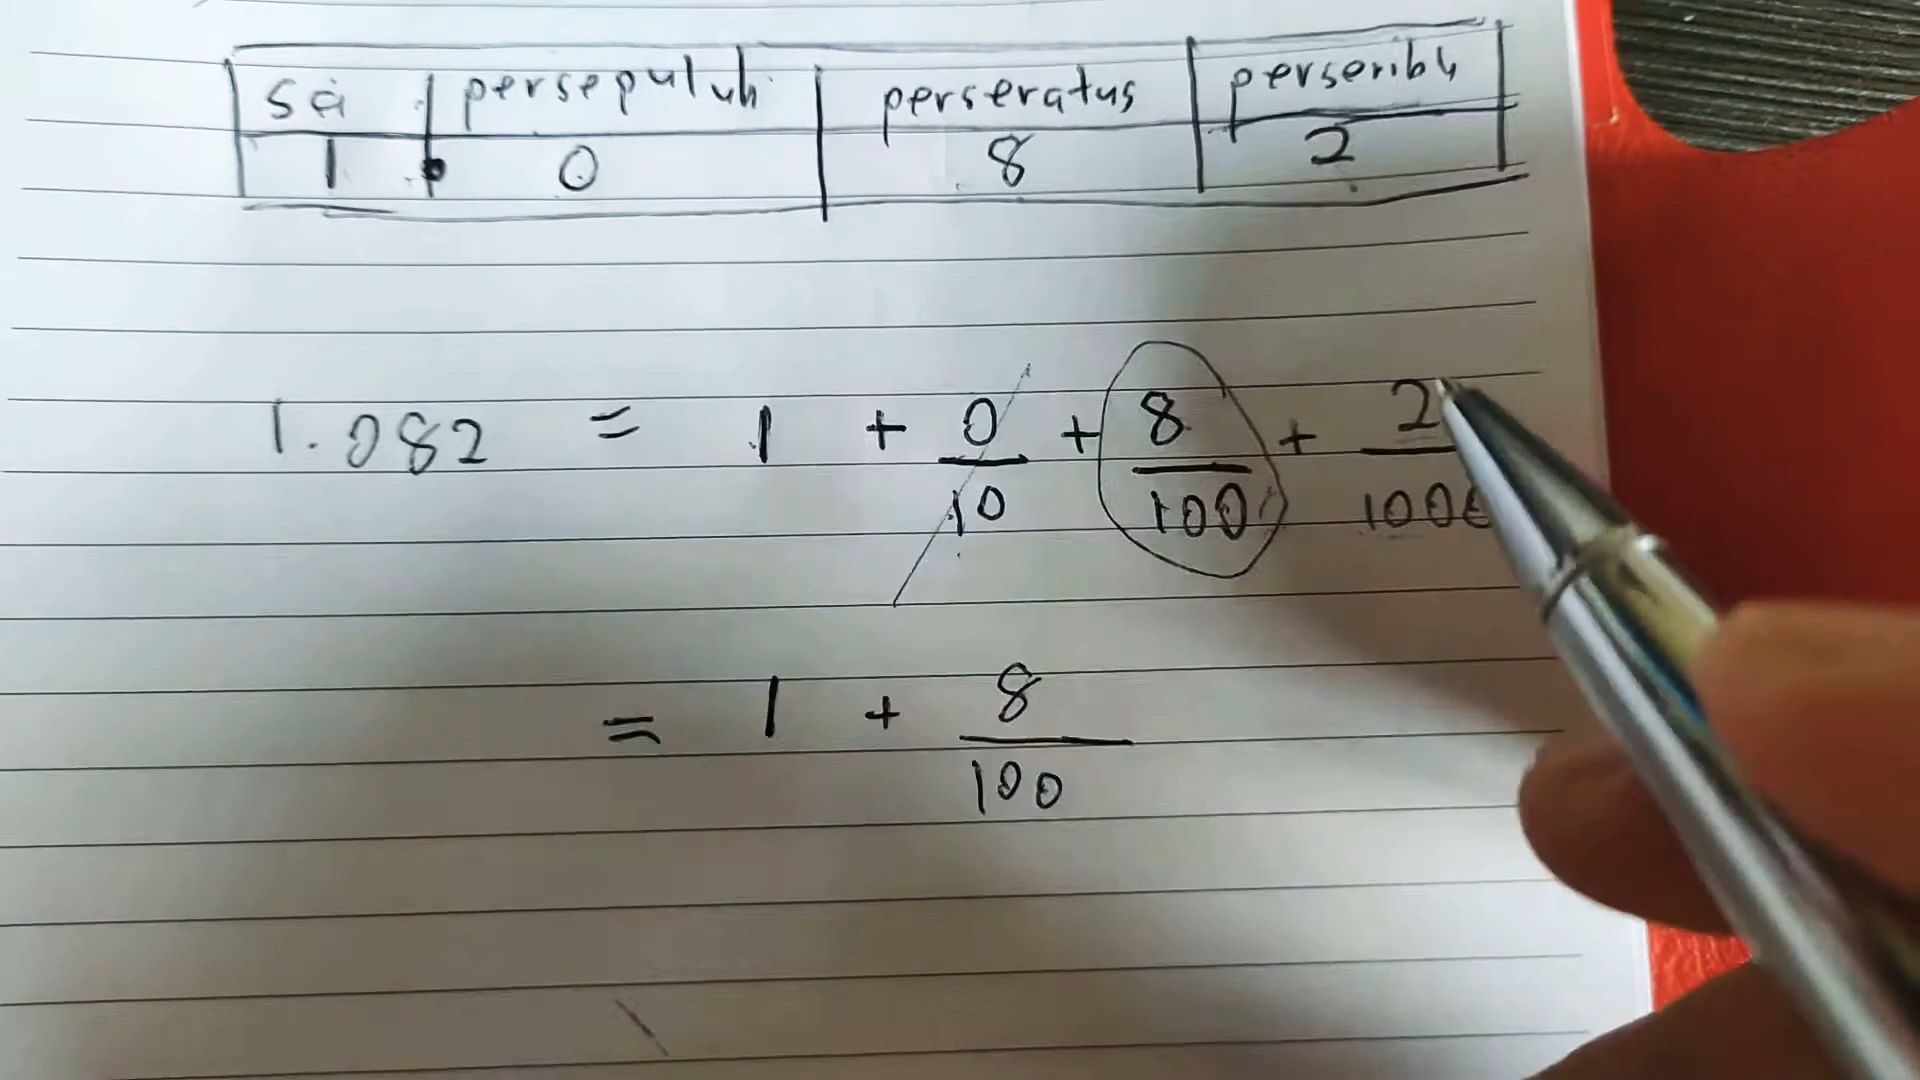 sa persepuluh perseratus perseribu
1 . 0 8 2
1.082 = 1 + 0/10 + 8/100 + 2/1000
= 1 + 8/100